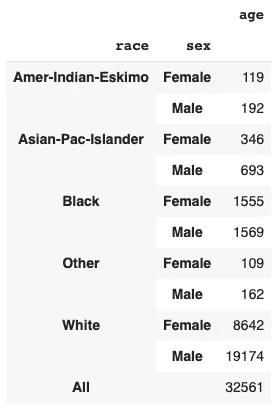 age
race sex
Amer-Indian-Eskimo Female 119
Male 192
Asian-Pac-Islander Female 346
Male 693
Black Female 1555
Male 1569
Other Female 109
Male 162
White Female 8642
Male 19174
All 32561